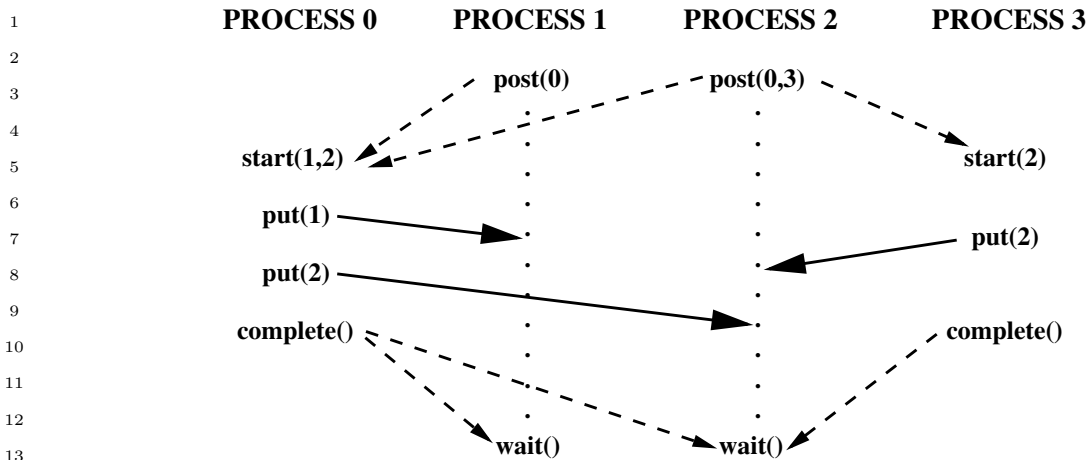 1 PROCESS 0 PROCESS 1 PROCESS 2 PROCESS 3
2
post(0) post(0,3)
3
4
start(1,2) start(2)
5
6
put(1)
7 put(2)
8 put(2)
9
complete() complete()
10
11
12
wait() wait()
13